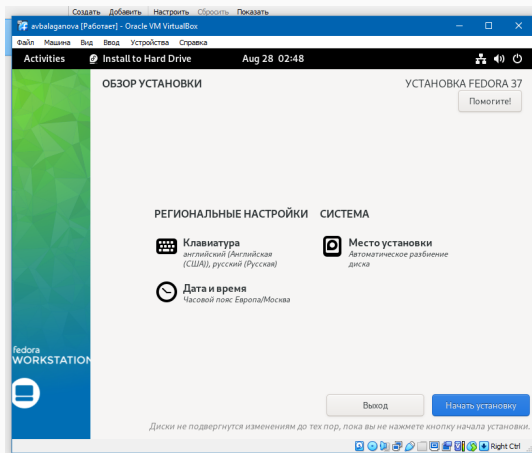 Создать Добавить Настроить Сбросить Показать
avbalaganova [Работает] - Oracle VM VirtualBox
Файл Машина Вид Ввод Устройства Справка
Activities Install to Hard Drive Aug 28 02:48
ОБЗОР УСТАНОВКИ
УСТАНОВКА FEDORA 37
Помогите!
РЕГИОНАЛЬНЫЕ НАСТРОЙКИ
Клавиатура
английский (Английская
(США)), русский (Русская)
Дата и время
Часовой пояс Европа/Москва
СИСТЕМА
Место установки
Автоматическое разбиение
диска
fedora
WORKSTATION
Выход
Начать установку
Диски не подвергнутся изменениям до тех пор, пока вы не нажмете кнопку начала установки.
Right Ctrl